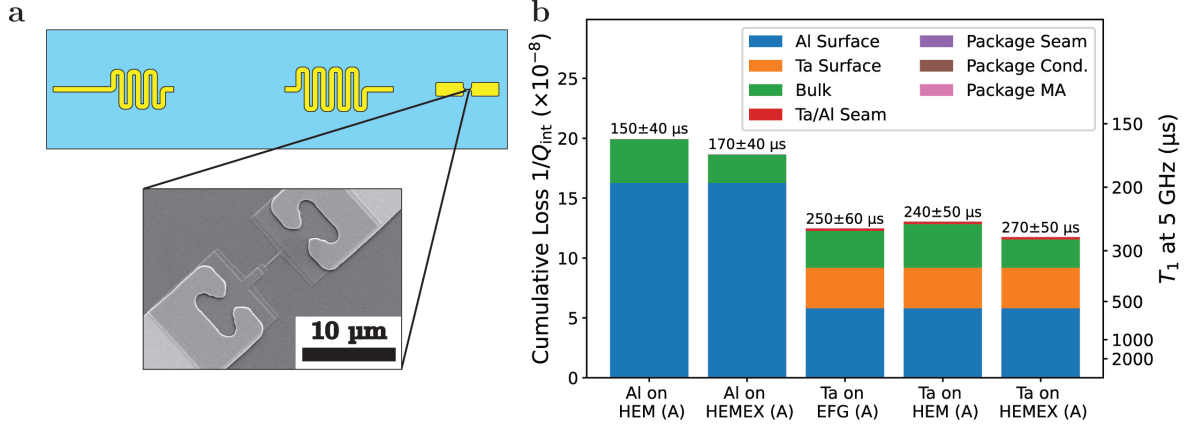 a
10 µm
b
Cumulative Loss 1/Q_int (×10⁻⁸)
25
20
15
10
5
0
Al Surface
Ta Surface
Bulk
Ta/Al Seam
Package Seam
Package Cond.
Package MA
150±40 µs
170±40 µs
250±60 µs
240±50 µs
270±50 µs
150
200
300
500
1000
2000
T₁ at 5 GHz (µs)
Al on
HEM (A)
Al on
HEMEX (A)
Ta on
EFG (A)
Ta on
HEM (A)
Ta on
HEMEX (A)